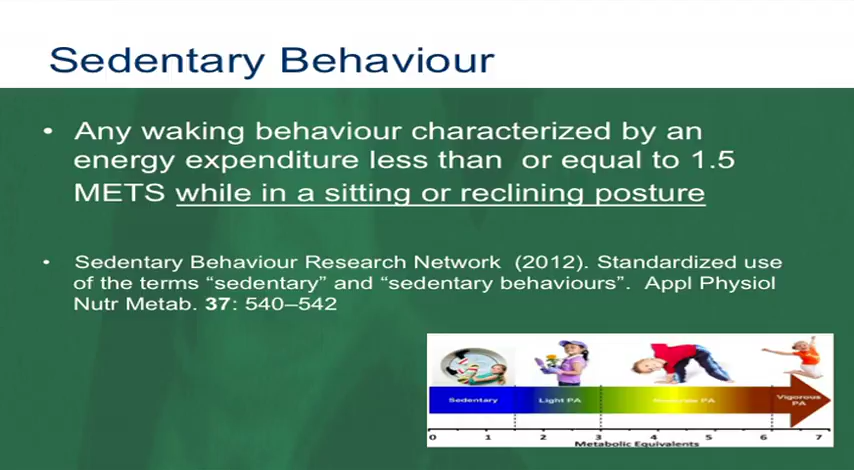 Sedentary Behaviour
• Any waking behaviour characterized by an
energy expenditure less than or equal to 1.5
METS while in a sitting or reclining posture
• Sedentary Behaviour Research Network (2012). Standardized use
of the terms “sedentary” and “sedentary behaviours”. Appl Physiol
Nutr Metab. 37: 540–542
Sedentary Light PA PA Vigorous
PA
0 1 2 3 4 5 6 7
Metabolic Equivalents